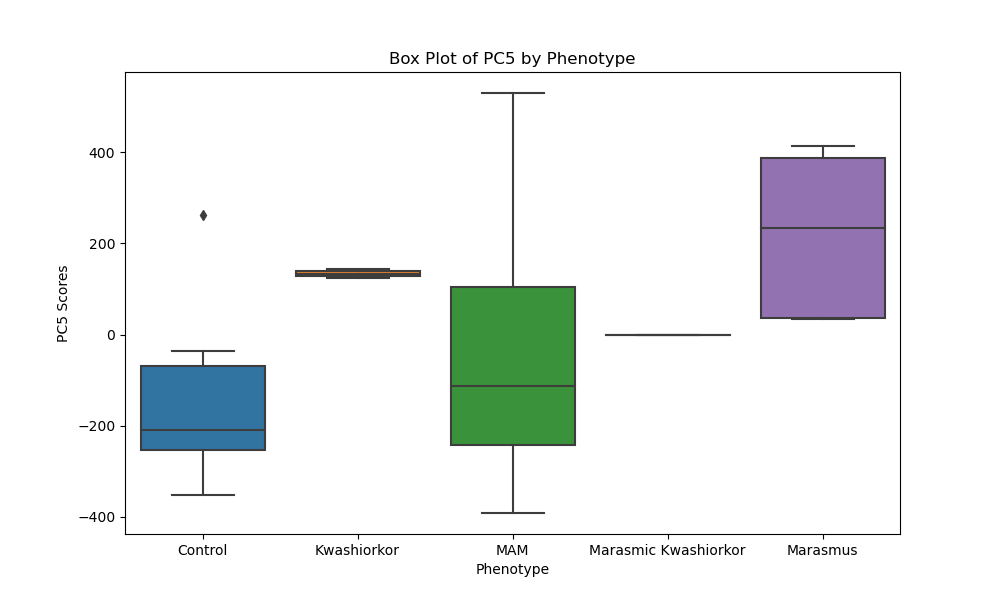 Box Plot of PC5 by Phenotype
PC5 Scores
400
200
0
−200
−400
Control Kwashiorkor MAM Marasmic Kwashiorkor Marasmus
Phenotype